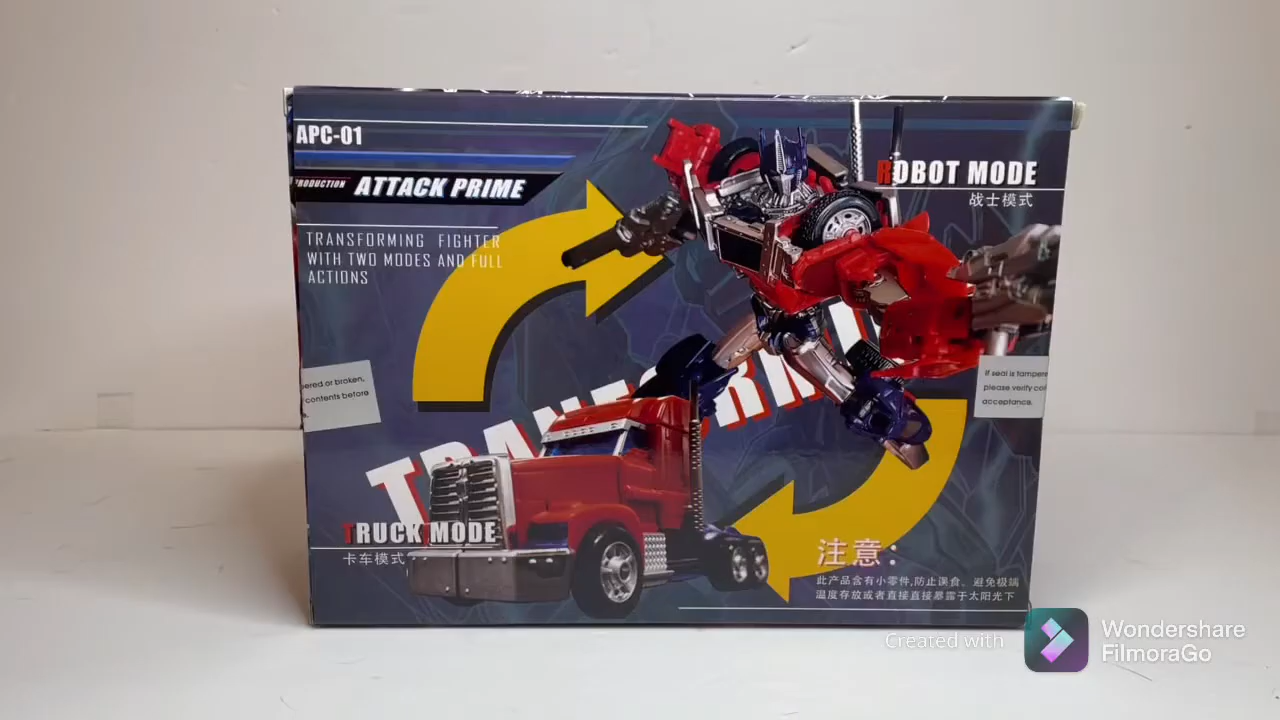 APC-01
PRODUCTION ATTACK PRIME
TRANSFORMING FIGHTER
WITH TWO MODES AND FULL
ACTIONS
ROBOT MODE
战士模式
ered or broken,
contents before
If seal is tampere
please verify co
acceptance.
TRUCK MODE
卡车模式
注意:
此产品含有小零件,防止误食、避免极端
温度存放或者直接直接暴露于太阳光下
Created with
Wondershare
FilmoraGo